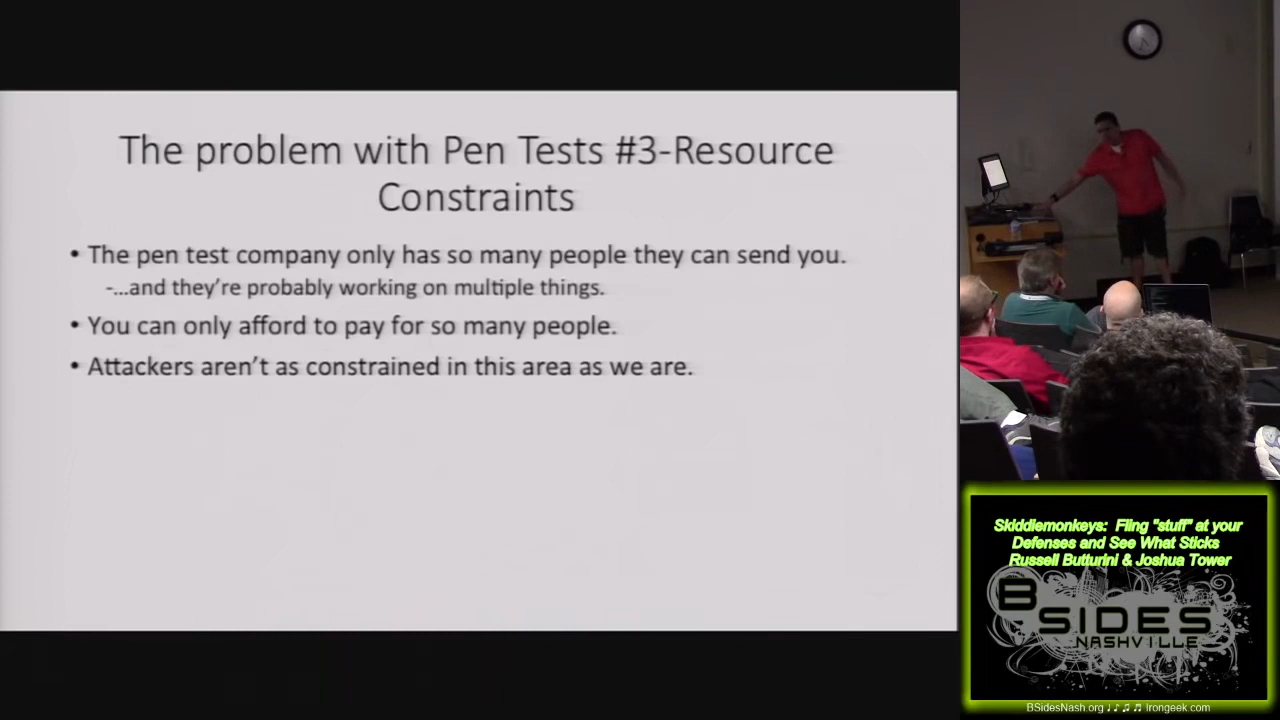 The problem with Pen Tests #3-Resource
Constraints
• The pen test company only has so many people they can send you.
-...and they're probably working on multiple things.
• You can only afford to pay for so many people.
• Attackers aren't as constrained in this area as we are.
Skiddiemonkeys: Fling "stuff" at your
Defenses and See What Sticks
Russell Butturini & Joshua Tower
BSIDES
NASHVILLE
BSidesNash.org ♩ ♪ ♫ ♬ Irongeek.com